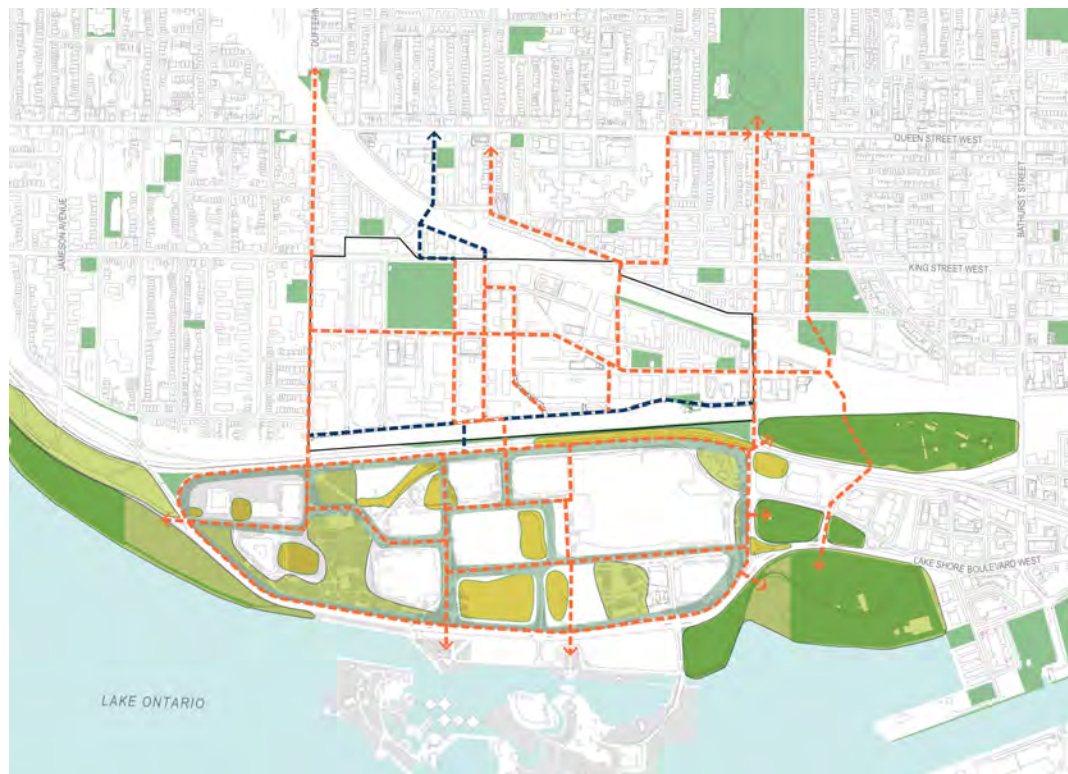 DUFFERIN
QUEEN STREET WEST
BATHURST STREET
JAMESON AVENUE
KING STREET WEST
LAKE SHORE BOULEVARD WEST
LAKE ONTARIO